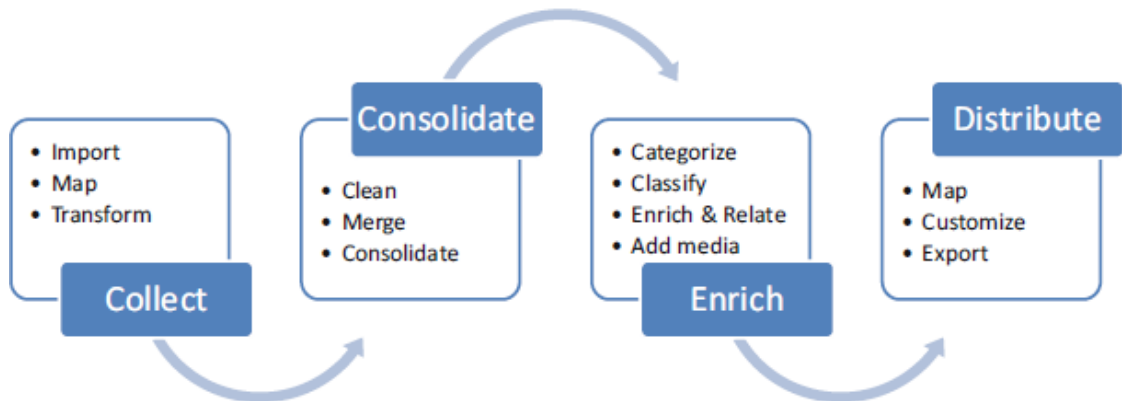 • Import
• Map
• Transform
Collect
Consolidate
• Clean
• Merge
• Consolidate
• Categorize
• Classify
• Enrich & Relate
• Add media
Enrich
Distribute
• Map
• Customize
• Export